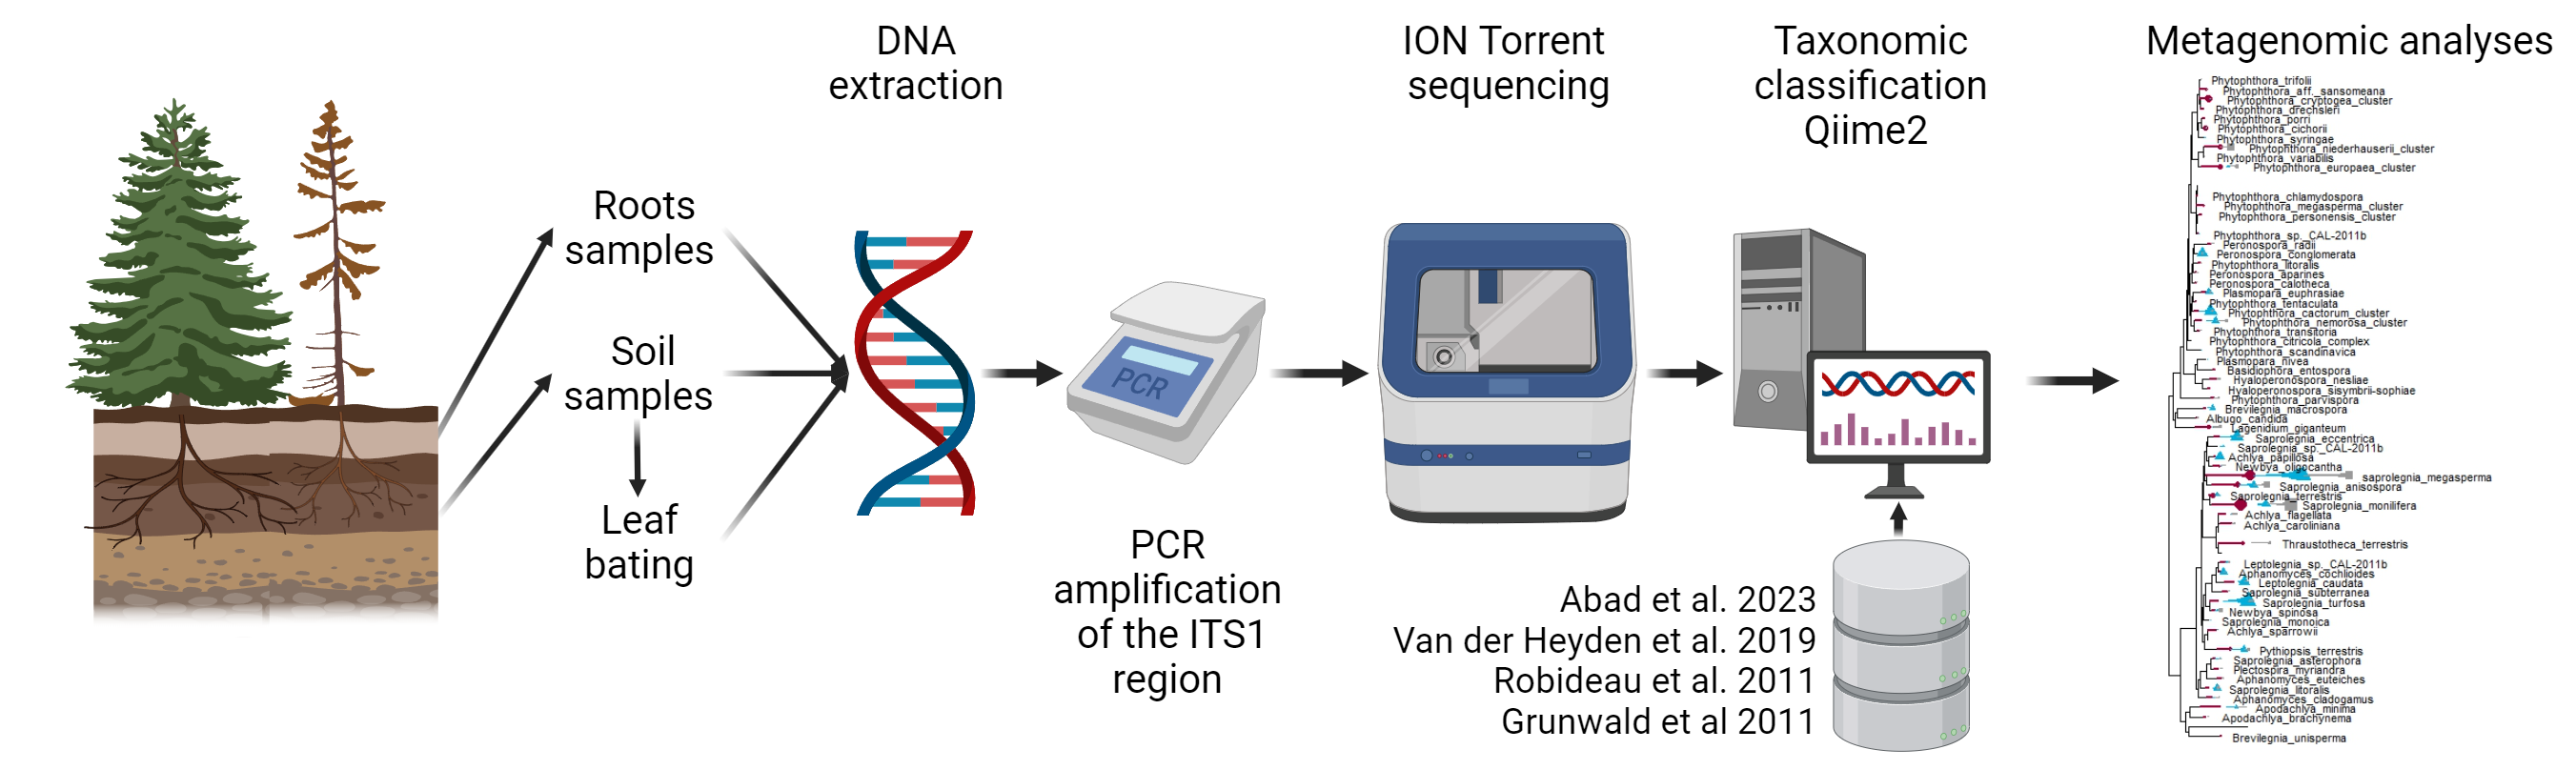 DNA
extraction
ION Torrent
sequencing
Taxonomic
classification
Qiime2
Metagenomic analyses
Roots
samples
Soil
samples
Leaf
bating
PCR
PCR
amplification
of the ITS1
region
Abad et al. 2023
Van der Heyden et al. 2019
Robideau et al. 2011
Grunwald et al 2011
Phytophthora_trifolii
Phytophthora_aff._sansomeana
Phytophthora_cryptogea_cluster
Phytophthora_drechsleri
Phytophthora_porri
Phytophthora_cichorii
Phytophthora_syringae
Phytophthora_niederhauserii_cluster
Phytophthora_variabilis
Phytophthora_europaea_cluster
Phytophthora_chlamydospora
Phytophthora_megasperma_cluster
Phytophthora_personensis_cluster
Phytophthora_sp._CAL-2011b
Peronospora_radii
Peronospora_conglomerata
Phytophthora_litoralis
Peronospora_aparines
Peronospora_calotheca
Plasmopara_euphrasiae
Phytophthora_tentaculata
Phytophthora_cactorum_cluster
Phytophthora_nemorosa_cluster
Phytophthora_transitoria
Phytophthora_citricola_complex
Phytophthora_scandinavica
Plasmopara_nivea
Basidiophora_entospora
Hyaloperonospora_nesliae
Hyaloperonospora_sisymbrii-sophiae
Phytophthora_parvispora
Brevilegnia_macrospora
Albugo_candida
Lagenidium_giganteum
Saprolegnia_eccentrica
Saprolegnia_sp._CAL-2011b
Achlya_papillosa
Newbya_oligocantha
saprolegnia_megasperma
Saprolegnia_anisospora
Saprolegnia_terrestris
Saprolegnia_monilifera
Achlya_flagellata
Achlya_caroliniana
Thraustotheca_terrestris
Leptolegnia_sp._CAL-2011b
Aphanomyces_cochlioides
Leptolegnia_caudata
Saprolegnia_subterranea
Saprolegnia_turfosa
Newbya_spinosa
Saprolegnia_monoica
Achlya_sparrowii
Pythiopsis_terrestris
Saprolegnia_asterophora
Plectospira_myriandra
Aphanomyces_euteiches
Saprolegnia_litoralis
Aphanomyces_cladogamus
Apodachlya_minima
Apodachlya_brachynema
Brevilegnia_unisperma